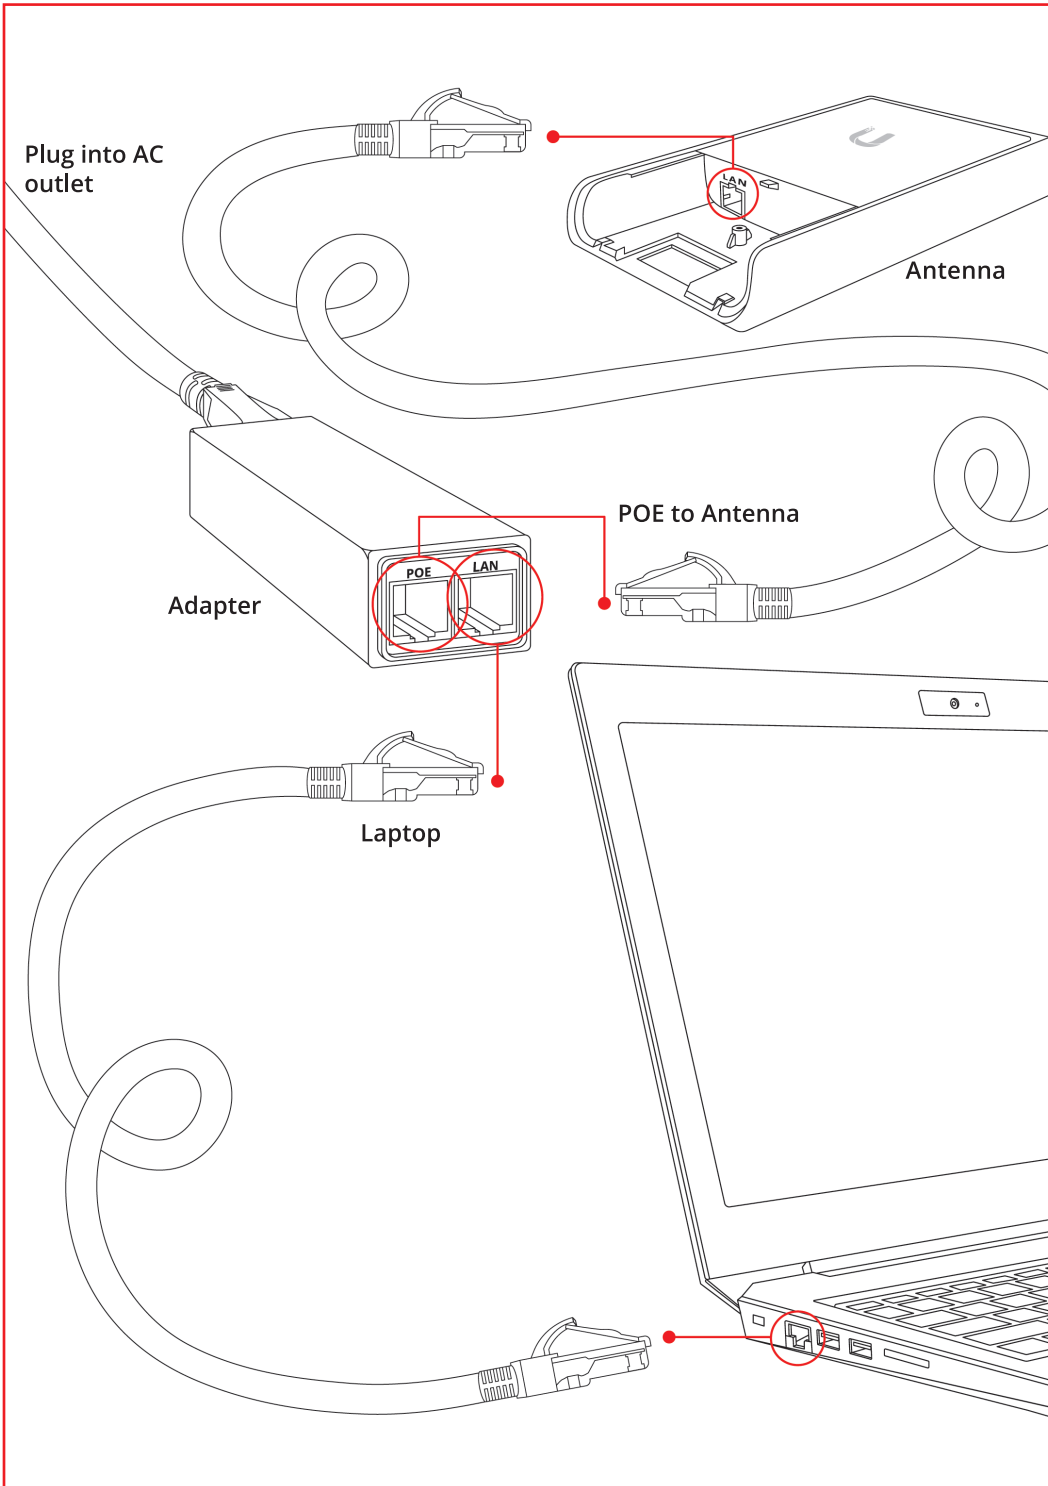 Plug into AC
outlet
LAN
Antenna
POE to Antenna
POE
LAN
Adapter
Laptop